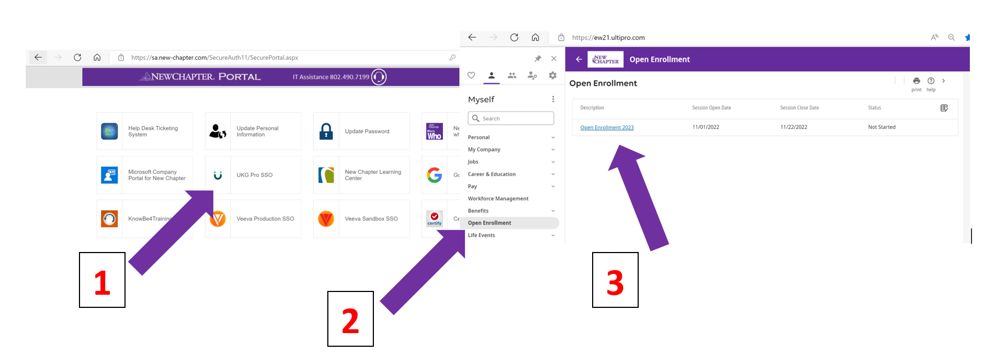 https://sa.new-chapter.com/SecureAuth11/SecurePortal.aspx
NEWCHAPTER. PORTAL
IT Assistance 802.490.7199
Help Desk Ticketing
System
Update Personal
Information
Update Password
NEW
CHAPTER
Who's
Who
Ne
wh
Microsoft Company
Portal for New Chapter
UKG Pro SSO
New Chapter Learning
Center
Go
KnowBe4Training
Veeva Production SSO
Veeva Sandbox SSO
certify
Ce
1
2
https://ew21.ultipro.com
Myself
Search
Personal
My Company
Jobs
Career & Education
Pay
Workforce Management
Benefits
Open Enrollment
Life Events
NEW
CHAPTER
Open Enrollment
Open Enrollment
print help
Description Session Open Date Session Close Date Status
Open Enrollment 2023 11/01/2022 11/22/2022 Not Started
3